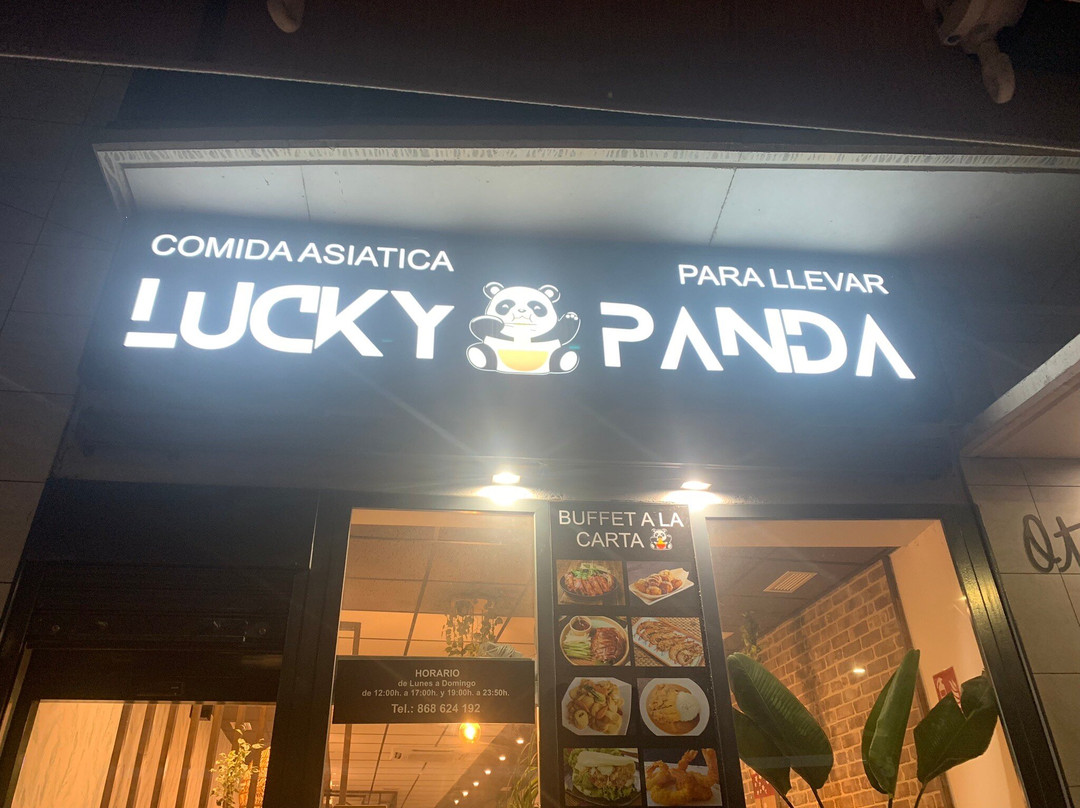 COMIDA ASIATICA
PARA LLEVAR
LUCKY PANDA
BUFFET A LA
CARTA
HORARIO
de Lunes a Domingo
de 12:00h. a 17:00h. y 19:00h. a 23:50h.
Tel.: 868 624 192